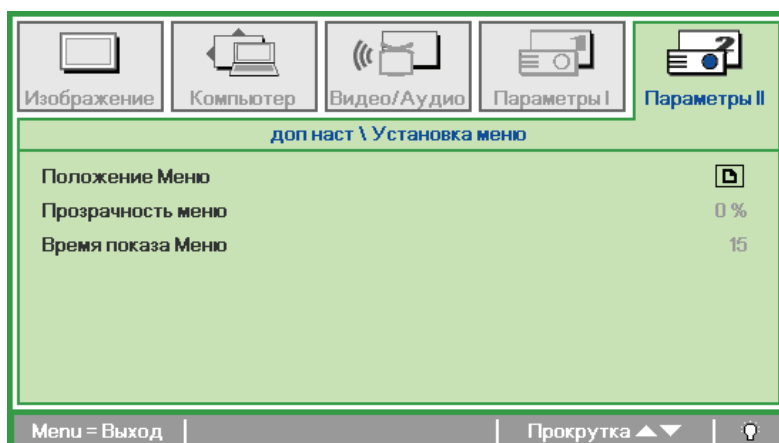 Изображение
Компьютер
Видео/Аудио
Параметры I
2
Параметры II
доп наст \ Установка меню
Положение Меню
Прозрачность меню 0 %
Время показа Меню 15
Menu = Выход Прокрутка ▲▼